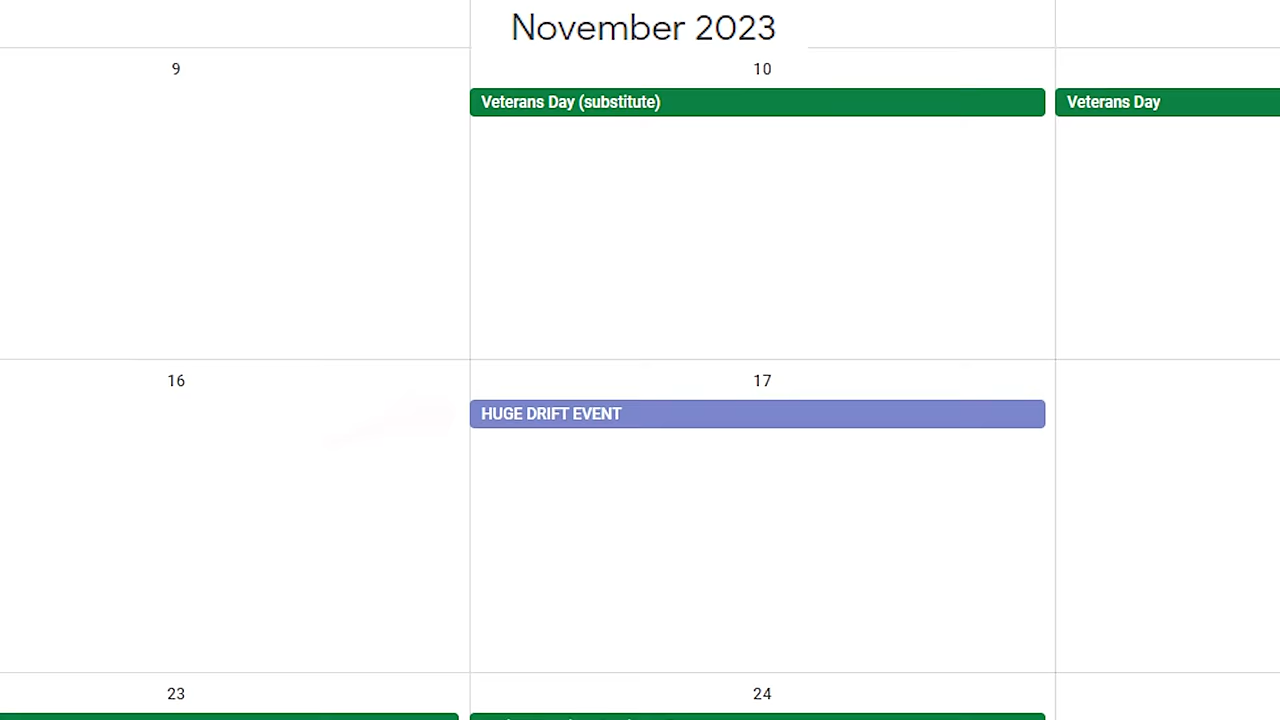 November 2023
9
10
Veterans Day (substitute)
Veterans Day
16
17
HUGE DRIFT EVENT
23
24